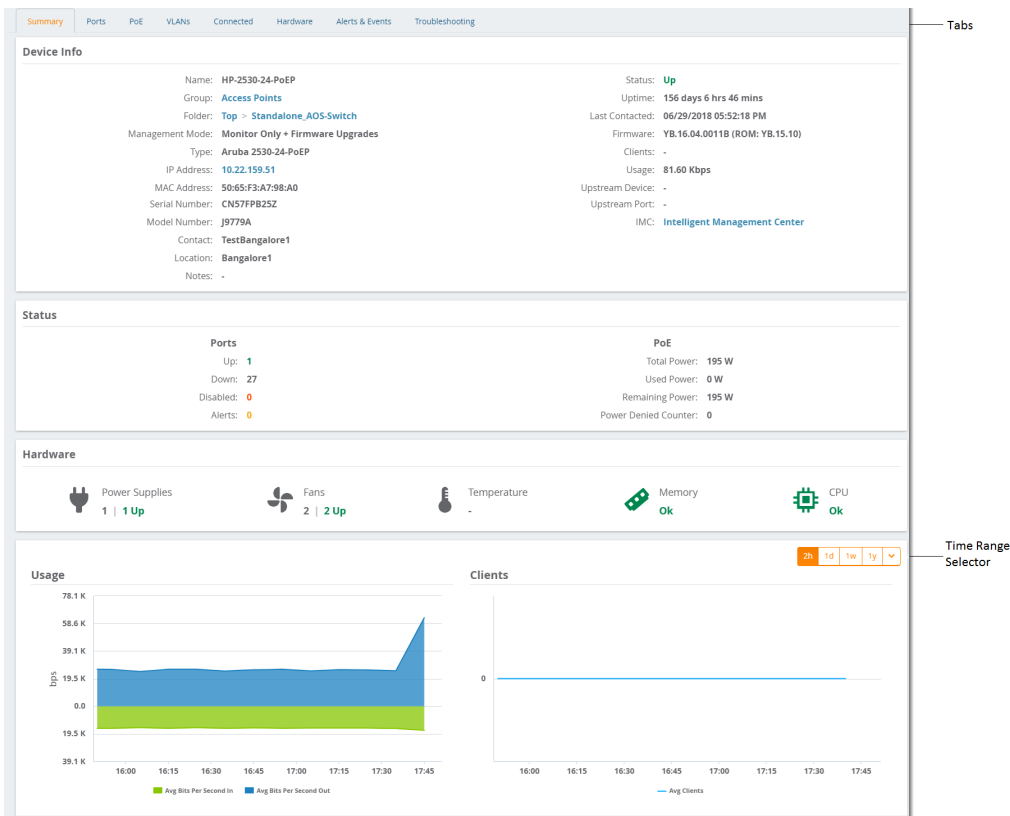 Summary Ports PoE VLANs Connected Hardware Alerts & Events Troubleshooting
Tabs
Device Info
Name: HP-2530-24-PoEP
Group: Access Points
Folder: Top > Standalone_AOS-Switch
Management Mode: Monitor Only + Firmware Upgrades
Type: Aruba 2530-24-PoEP
IP Address: 10.22.159.51
MAC Address: 50:65:F3:A7:98:A0
Serial Number: CN57FPB25Z
Model Number: J9779A
Contact: TestBangalore1
Location: Bangalore1
Notes: -
Status: Up
Uptime: 156 days 6 hrs 46 mins
Last Contacted: 06/29/2018 05:52:18 PM
Firmware: YB.16.04.0011B (ROM: YB.15.10)
Clients: -
Usage: 81.60 Kbps
Upstream Device: -
Upstream Port: -
IMC: Intelligent Management Center
Status
Ports
Up: 1
Down: 27
Disabled: 0
Alerts: 0
PoE
Total Power: 195 W
Used Power: 0 W
Remaining Power: 195 W
Power Denied Counter: 0
Hardware
Power Supplies
1 | 1 Up
Fans
2 | 2 Up
Temperature
-
Memory
Ok
CPU
Ok
2h 1d 1w 1y
Time Range
Selector
Usage
78.1 K
58.6 K
39.1 K
19.5 K
0.0
19.5 K
39.1 K
bps
16:00 16:15 16:30 16:45 17:00 17:15 17:30 17:45
Avg Bits Per Second In Avg Bits Per Second Out
Clients
0
16:00 16:15 16:30 16:45 17:00 17:15 17:30 17:45
Avg Clients